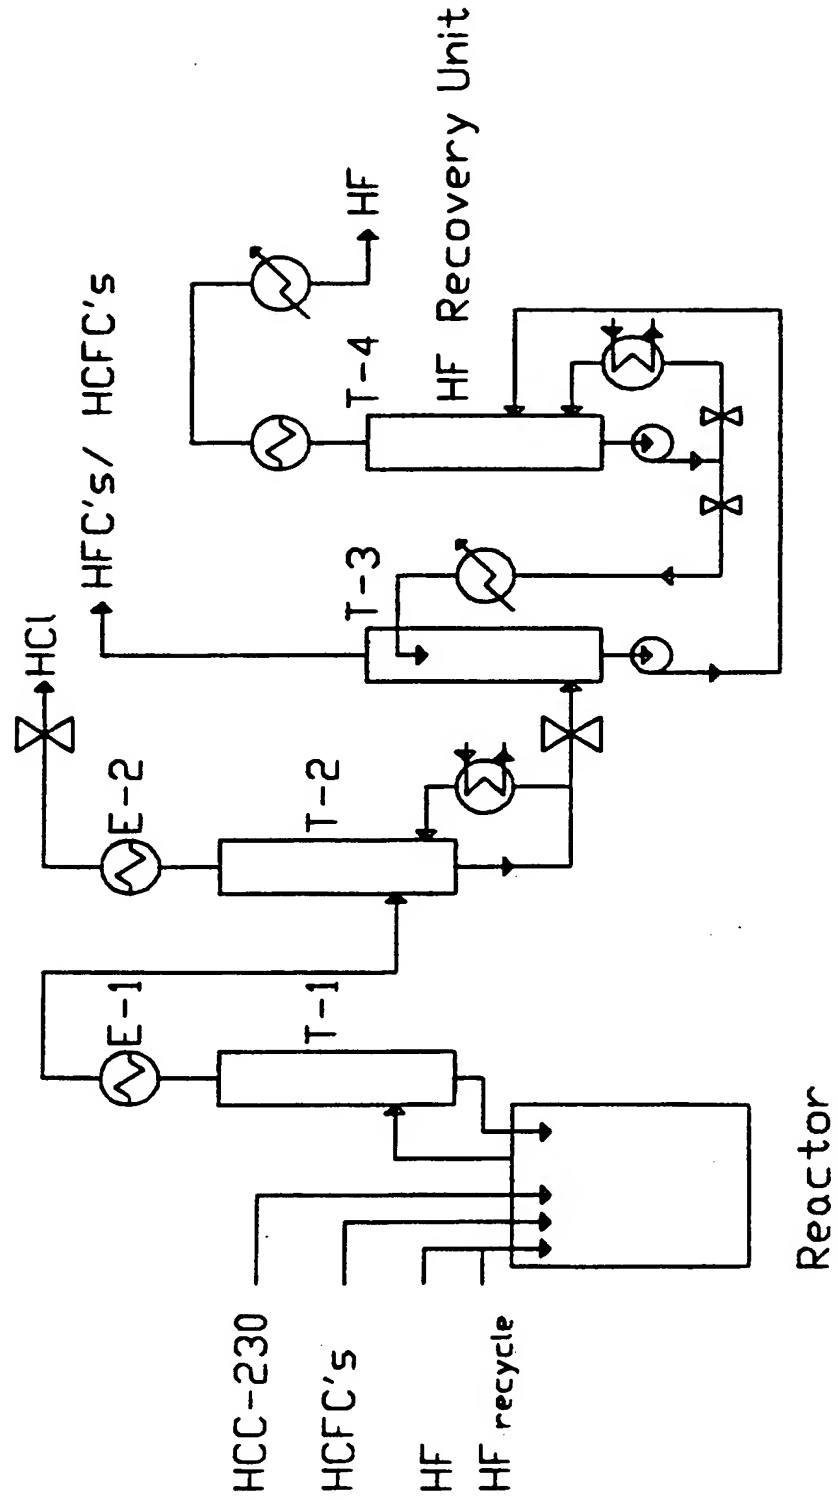 HCl
HFC's/ HCFC's
E-1
E-2
HF
T-1
T-2
T-3
T-4
HF Recovery Unit
HCC-230
HCFC's
HF
HF recycle
Reactor